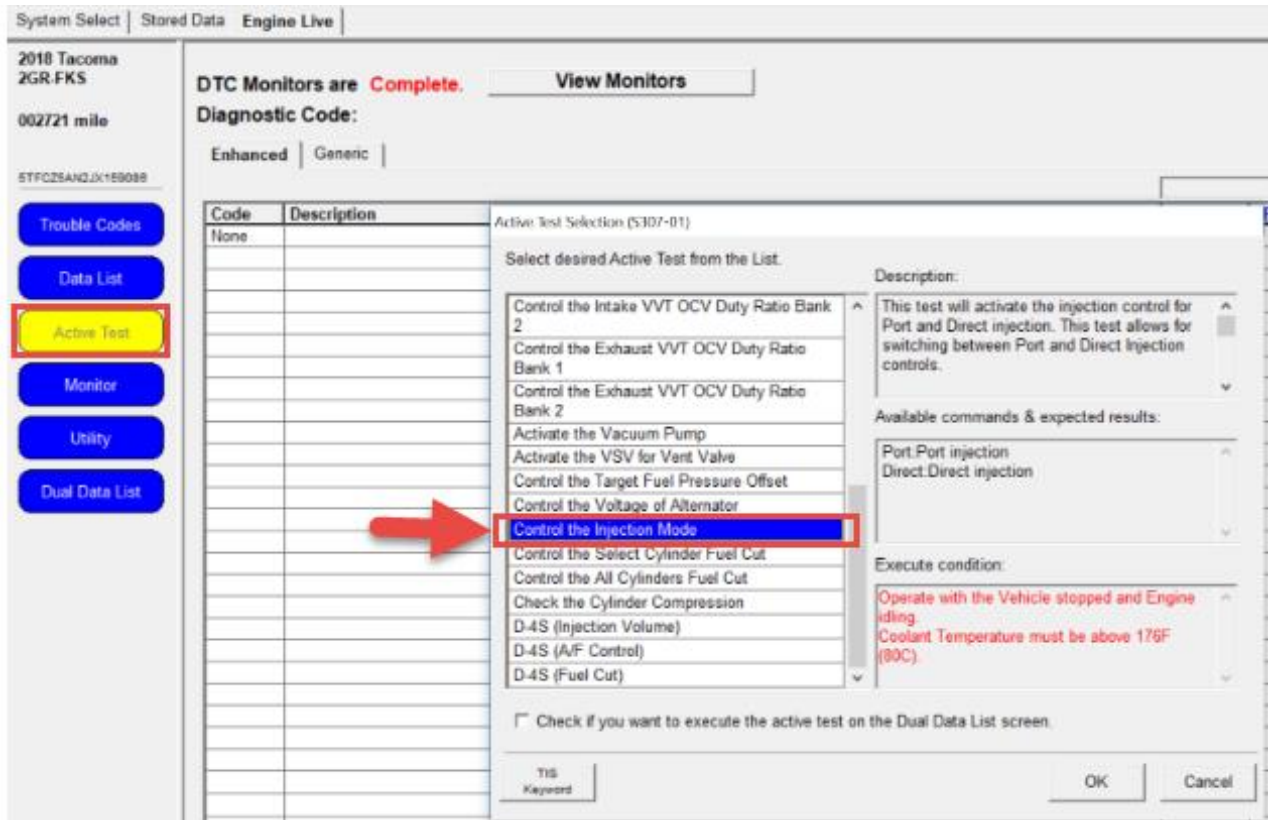 System Select Stored Data Engine Live
2018 Tacoma
2GR-FKS
002721 mile
DTC Monitors are Complete. View Monitors
Diagnostic Code:
Enhanced Generic
Trouble Codes
Data List
Active Test
Monitor
Utility
Dual Data List
Code Description
None
Active Test Selection (S307-01)
Select desired Active Test from the List.
Control the Intake VVT OCV Duty Ratio Bank
2
Control the Exhaust VVT OCV Duty Ratio
Bank 1
Control the Exhaust VVT OCV Duty Ratio
Bank 2
Activate the Vacuum Pump
Activate the VSV for Vent Valve
Control the Target Fuel Pressure Offset
Control the Voltage of Alternator
Control the Injection Mode
Control the Select Cylinder Fuel Cut
Control the All Cylinders Fuel Cut
Check the Cylinder Compression
D-4S (Injection Volume)
D-4S (A/F Control)
D-4S (Fuel Cut)
Description:
This test will activate the injection control for
Port and Direct injection. This test allows for
switching between Port and Direct Injection
controls.
Available commands & expected results:
Port:Port injection
Direct:Direct injection
Execute condition:
Operate with the Vehicle stopped and Engine
idling.
Coolant Temperature must be above 176F
(80C).
Check if you want to execute the active test on the Dual Data List screen.
TIS
Keyword
OK Cancel